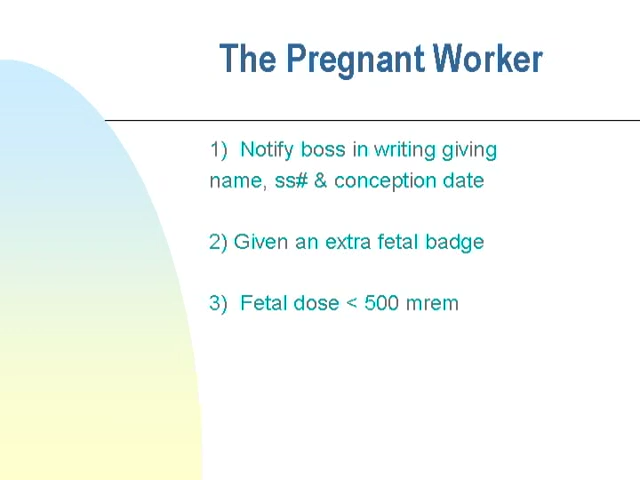 The Pregnant Worker
1) Notify boss in writing giving
name, ss# & conception date
2) Given an extra fetal badge
3) Fetal dose < 500 mrem